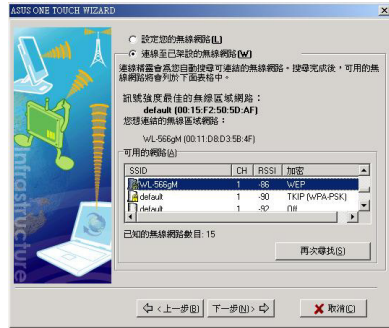 ASUS ONE TOUCH WIZARD
設定您的無線網路(L)
連線至已架設的無線網路(W)
連線精靈會為您自動搜尋可連結的無線網路。搜尋完成後，可用的無
線網路將會列於下面表格中。
訊號強度最佳的無線區域網路：
default (00:15:F2:50:5D:AF)
您想連結的無線區域網路：
WL-566gM (00:11:D8:D3:5B:4F)
可用的網路(A)
SSID CH RSSI 加密
WL-566gM 1 -86 WEP
default 1 -90 TKIP (WPA-PSK)
default 1 -92 Off
已知的無線網路數目: 15
再次尋找(S)
Infrastructure
< 上一步(B) 下一步(N) > 取消(C)